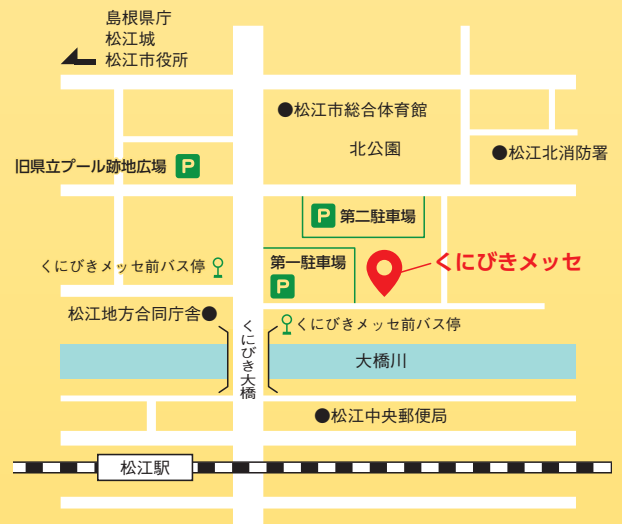 島根県庁
松江城
松江市役所
松江市総合体育館
北公園
松江北消防署
旧県立プール跡地広場 P
P 第二駐車場
第一駐車場
P
くにびきメッセ
くにびきメッセ前バス停
松江地方合同庁舎
くにびきメッセ前バス停
くにびき大橋
大橋川
松江中央郵便局
松江駅